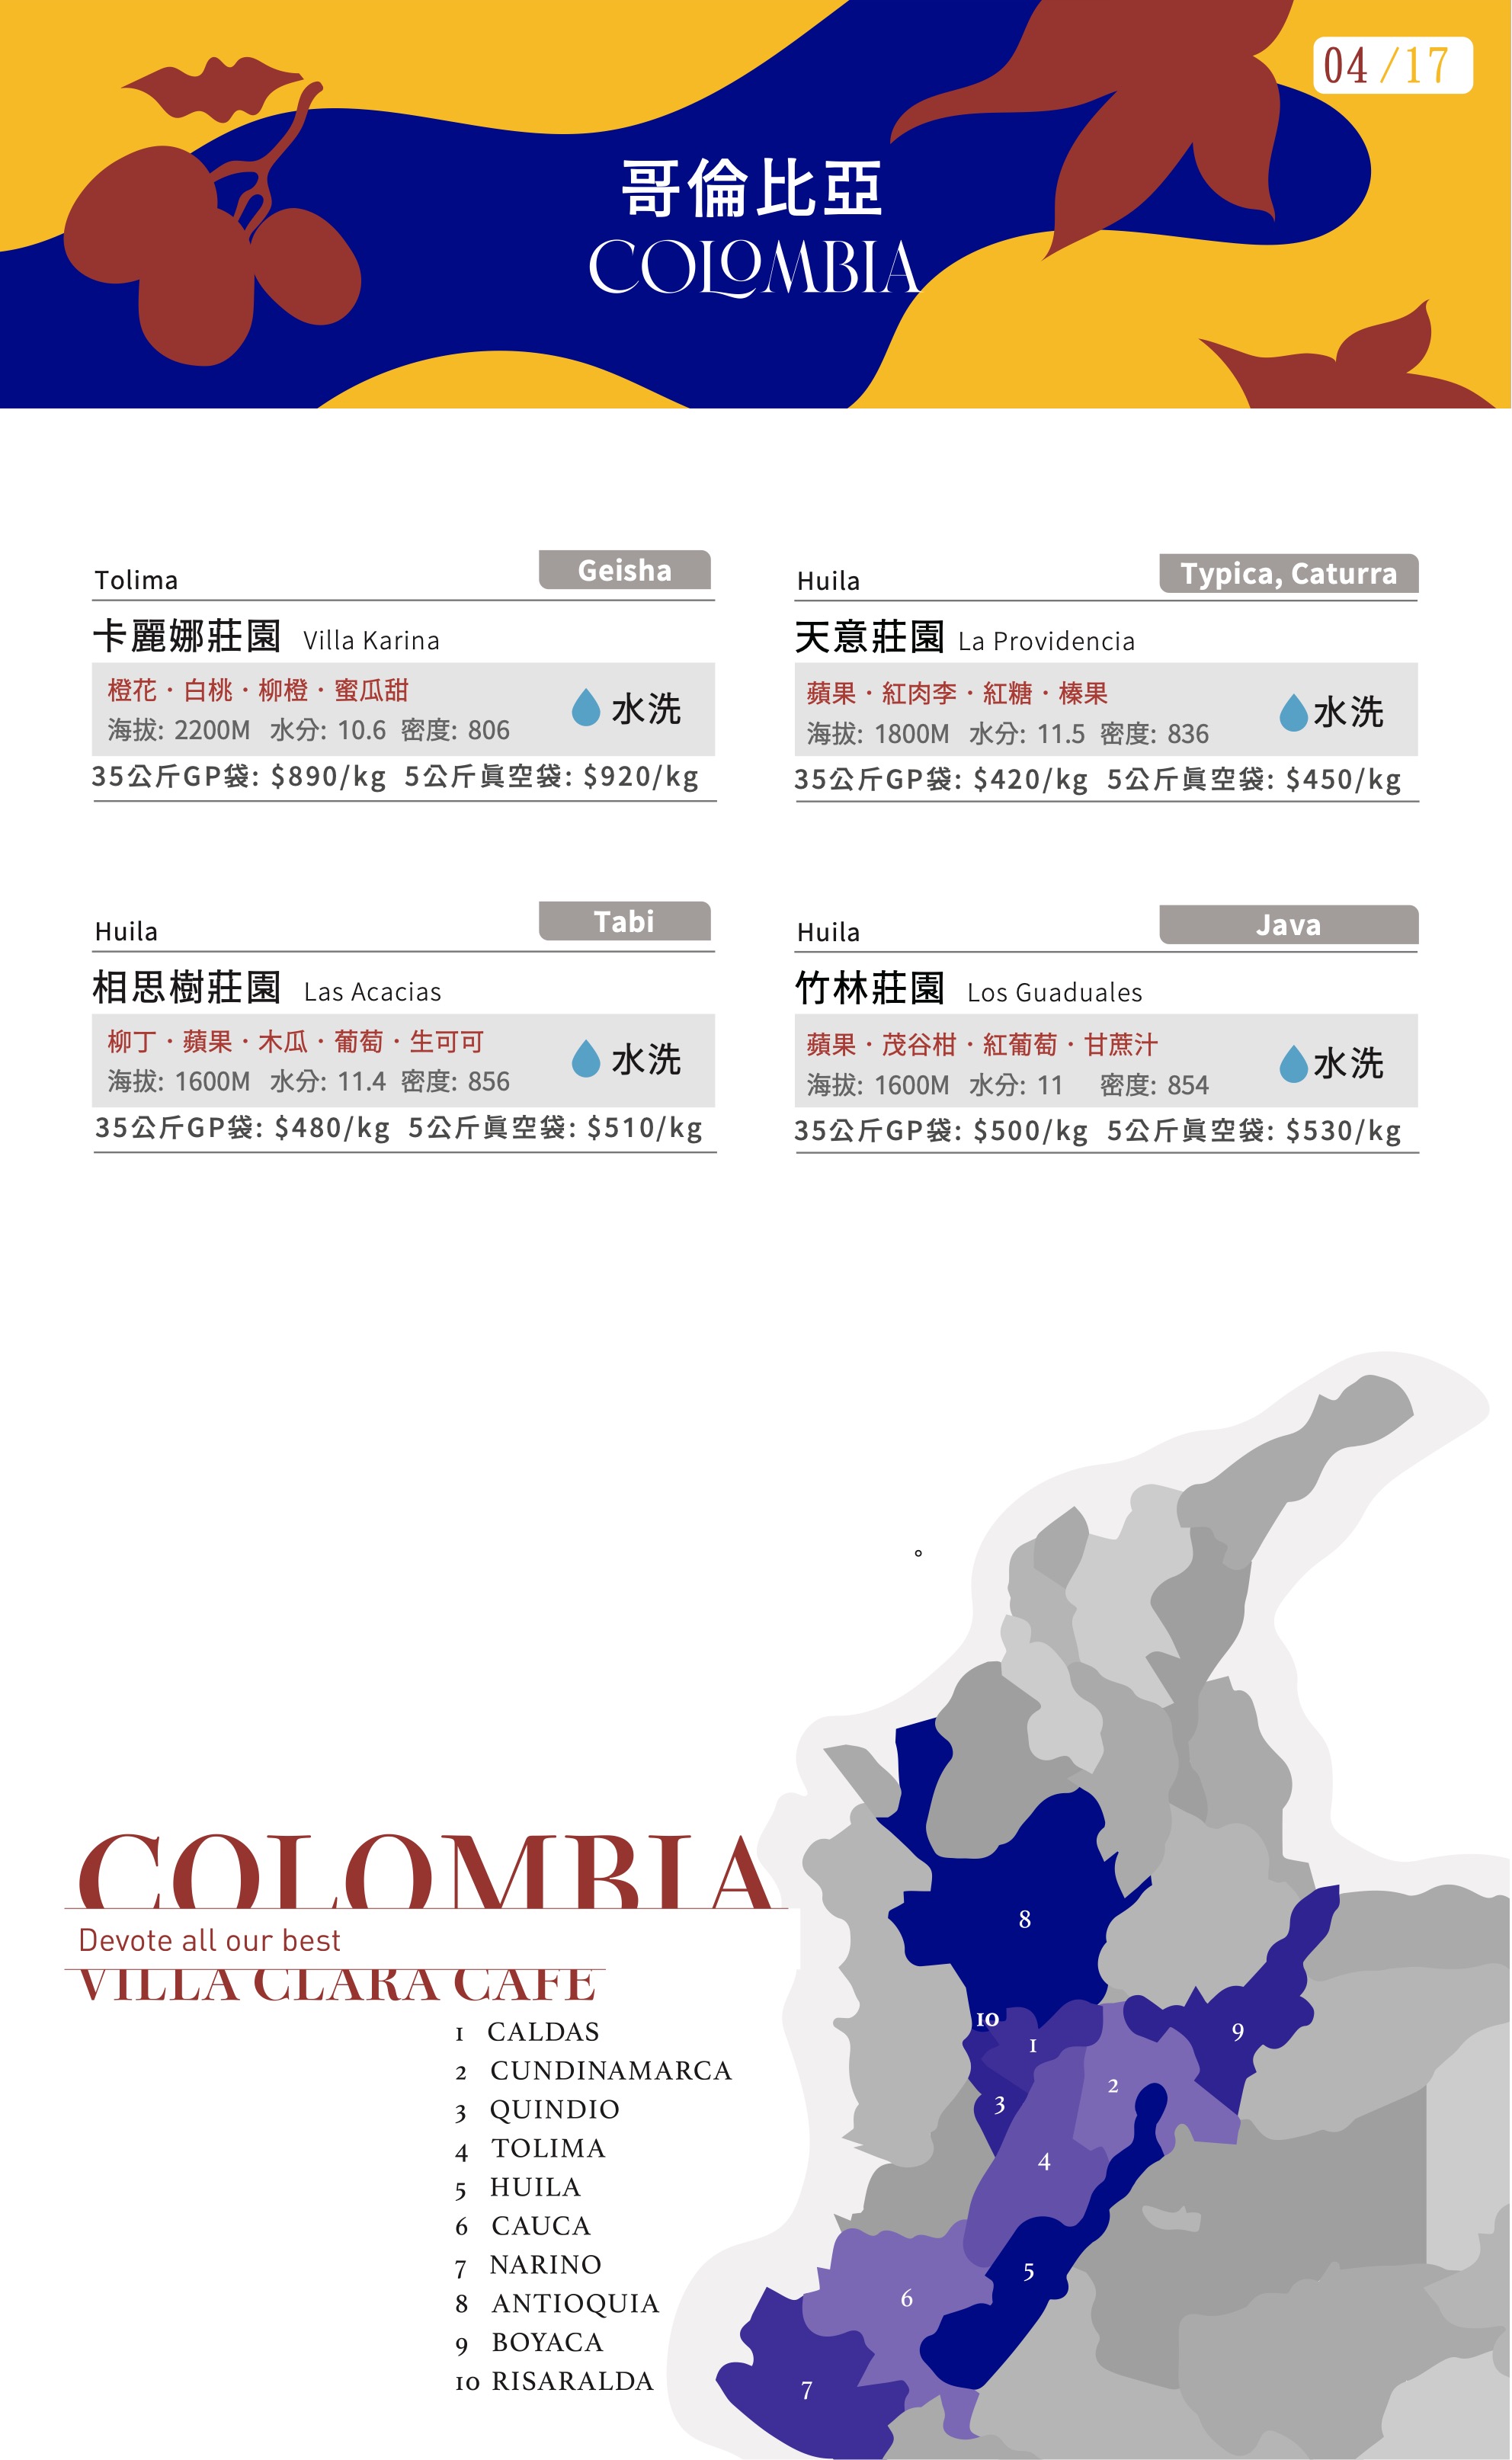 04 /17
哥倫比亞
COLOMBIA
Tolima
Geisha
卡麗娜莊園 Villa Karina
橙花・白桃・柳橙・蜜瓜甜
海拔: 2200M 水分: 10.6 密度: 806
水洗
35公斤GP袋: $890/kg 5公斤眞空袋: $920/kg
Huila
Typica, Caturra
天意莊園 La Providencia
蘋果・紅肉李・紅糖・榛果
海拔: 1800M 水分: 11.5 密度: 836
水洗
35公斤GP袋: $420/kg 5公斤眞空袋: $450/kg
Huila
Tabi
相思樹莊園 Las Acacias
柳丁・蘋果・木瓜・葡萄・生可可
海拔: 1600M 水分: 11.4 密度: 856
水洗
35公斤GP袋: $480/kg 5公斤眞空袋: $510/kg
Huila
Java
竹林莊園 Los Guaduales
蘋果・茂谷柑・紅葡萄・甘蔗汁
海拔: 1600M 水分: 11 密度: 854
水洗
35公斤GP袋: $500/kg 5公斤眞空袋: $530/kg
。
COLOMBIA
Devote all our best
VILLA CLARA CAFE
1 CALDAS
2 CUNDINAMARCA
3 QUINDIO
4 TOLIMA
5 HUILA
6 CAUCA
7 NARINO
8 ANTIOQUIA
9 BOYACA
10 RISARALDA
8
10
1
9
2
3
4
5
6
7